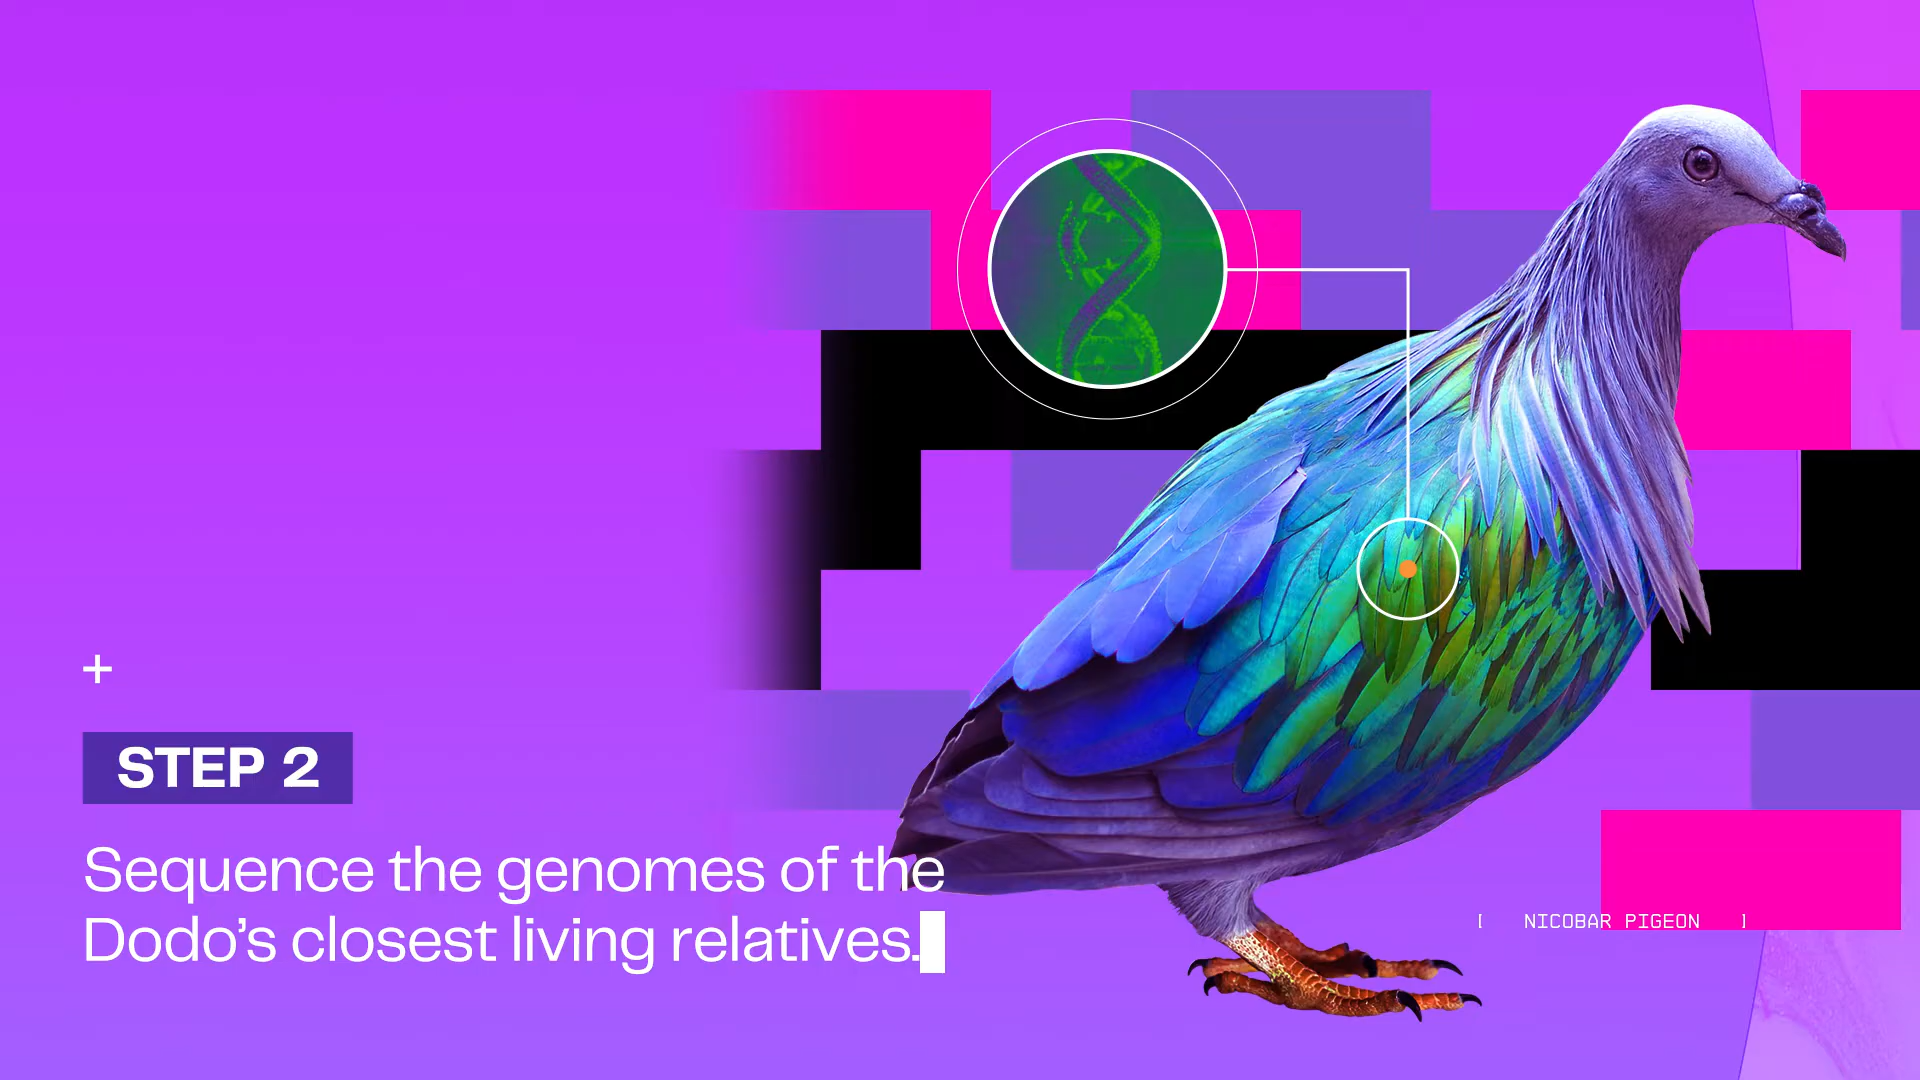 +
STEP 2
Sequence the genomes of the
Dodo’s closest living relatives.
[ NICOBAR PIGEON ]